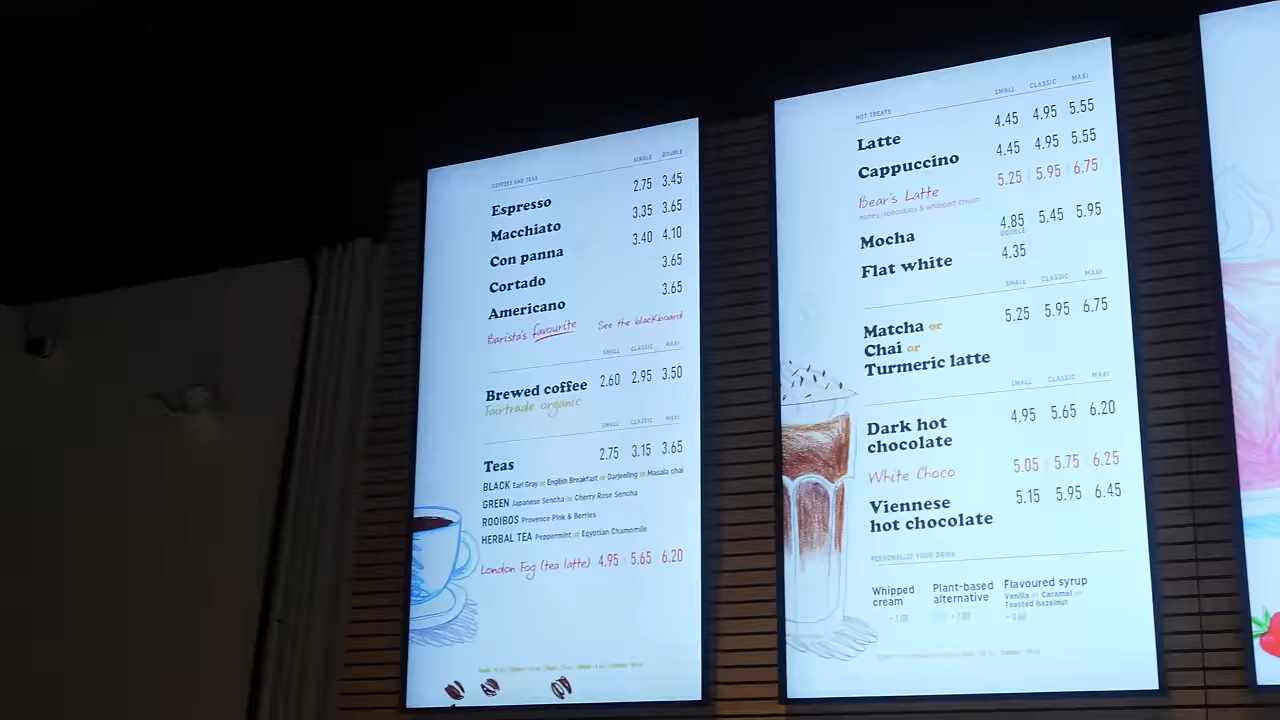 COFFEES AND TEAS SINGLE DOUBLE
Espresso 2.75 3.45
Macchiato 3.35 3.65
Con panna 3.40 4.10
Cortado 3.65
Americano 3.65
Barista's favourite See the blackboard
SMALL CLASSIC MAXI
Brewed coffee 2.60 2.95 3.50
Fairtrade organic
SMALL CLASSIC MAXI
Teas 2.75 3.15 3.65
BLACK Earl Gray or English Breakfast or Darjeeling or Masala chai
GREEN Japanese Sencha or Cherry Rose Sencha
ROOIBOS Provence Pink & Berries
HERBAL TEA Peppermint or Egyptian Chamomile
London Fog (tea latte) 4.95 5.65 6.20
HOT TREATS SMALL CLASSIC MAXI
Latte 4.45 4.95 5.55
Cappuccino 4.45 4.95 5.55
Bear's Latte 5.25 5.95 6.75
honey, speculoos & whipped cream
Mocha 4.85 5.45 5.95
DOUBLE
Flat white 4.35
SMALL CLASSIC MAXI
Matcha or 5.25 5.95 6.75
Chai or
Turmeric latte
SMALL CLASSIC MAXI
Dark hot 4.95 5.65 6.20
chocolate
White Choco 5.05 5.75 6.25
Viennese 5.15 5.95 6.45
hot chocolate
PERSONALIZE YOUR DRINK
Whipped cream
+ 1.00
Plant-based alternative
+ 1.00
Flavoured syrup
Vanilla or Caramel or
Toasted hazelnut
+ 0.60